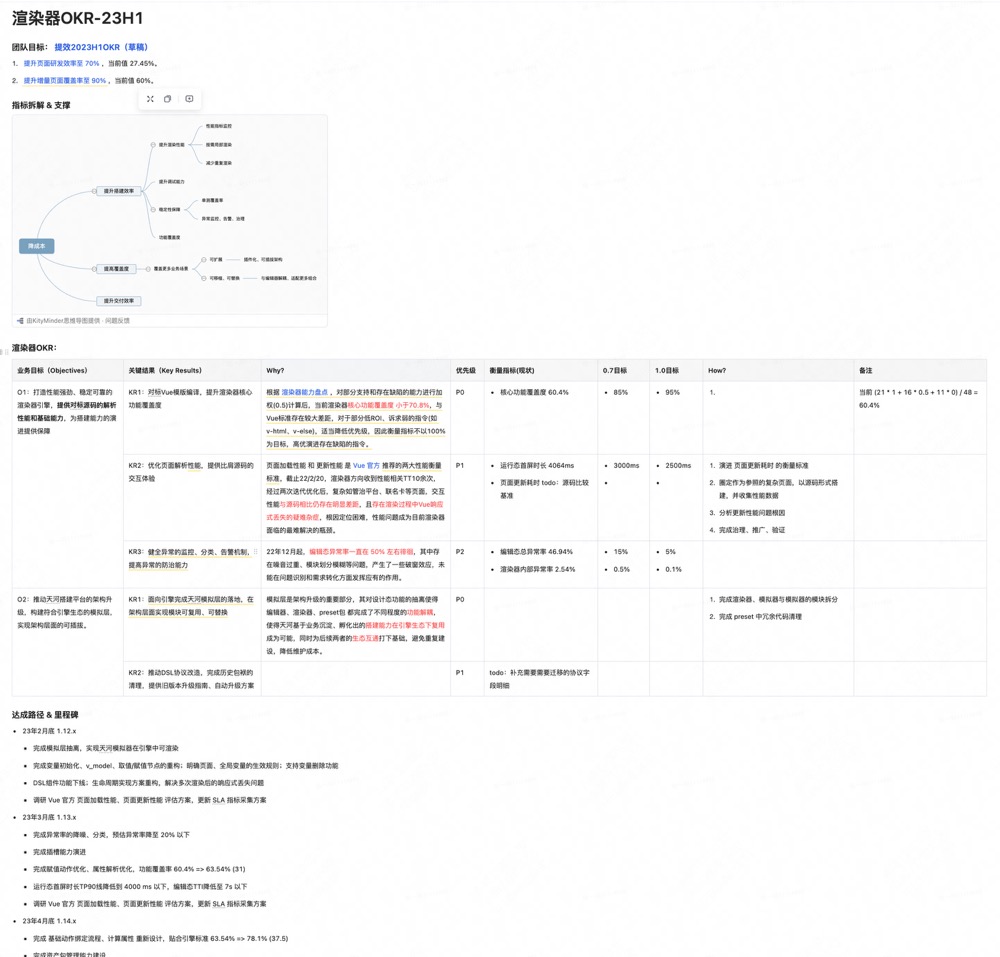 渲染器OKR-23H1
团队目标： 提效2023H1OKR（草稿）
1. 提升页面研发效率至 70% ，当前值 27.45%。
2. 提升增量页面覆盖率至 90% ，当前值 60%。
指标拆解 & 支撑
性能指标监控
提升渲染性能
按需局部渲染
减少重复渲染
提升调试能力
提升搭建效率
单测覆盖率
稳定性保障
异常监控、告警、治理
功能覆盖度
降成本
可扩展
插件化、可插拔架构
提高覆盖度
覆盖更多业务场景
可移植、可替换
与编辑器解耦、适配更多组合
提升交付效率
由KityMinder思维导图提供 · 问题反馈
渲染器OKR：
业务目标（Objectives） 关键结果（Key Results） Why? 优先级 衡量指标(现状) 0.7目标 1.0目标 How? 备注
O1：打造性能强劲、稳定可靠的
渲染器引擎，提供对标源码的解析
性能和基础能力，为搭建能力的演
进提供保障
KR1：对标Vue模版编译，提升渲染器核心
功能覆盖度
根据 渲染器能力盘点 ，对部分支持和存在缺陷的能力进行加
权(0.5)计算后，当前渲染器核心功能覆盖度 小于70.8%，与
Vue标准存在较大差距，对于部分低ROI、诉求弱的指令(如
v-html、v-else)，适当降低优先级，因此衡量指标不以100%
为目标，高优演进存在缺陷的指令。
P0
• 核心功能覆盖度 60.4%
• 85%
• 95%
1.
当前 (21 * 1 + 16 * 0.5 + 11 * 0) / 48 =
60.4%
KR2：优化页面解析性能，提供比肩源码的
交互体验
页面加载性能 和 更新性能 是 Vue 官方 推荐的两大性能衡量
标准，截止22/2/20，渲染器方向收到性能相关TT10余次，
经过两次迭代优化后，复杂如管治平台、联名卡等页面，交互
性能与源码相比仍存在明显差距，且存在渲染过程中Vue响应
式丢失的疑难杂症，根因定位困难、性能问题成为目前渲染器
面临的最难解决的瓶颈。
P1
• 运行态首屏时长 4064ms
• 页面更新耗时 todo：源码比较
基准
• 3000ms
•
• 2500ms
•
1. 演进 页面更新耗时 的衡量标准
2. 圈定作为参照的复杂页面，以源码形式搭
建，并收集性能数据
3. 分析更新性能问题根因
4. 完成治理、推广、验证
KR3：健全异常的监控、分类、告警机制，
提高异常的防治能力
22年12月起，编辑态异常率一直在 50% 左右徘徊，其中存
在噪音过重、模块划分模糊等问题，产生了一些破窗效应，未
能在问题识别和需求转化方面发挥应有的作用。
P2
• 编辑态总异常率 46.94%
• 渲染器内部异常率 2.54%
• 15%
• 0.5%
• 5%
• 0.1%
O2：推动天河搭建平台的架构升
级，构建符合引擎生态的模拟层，
实现架构层面的可插拔。
KR1：面向引擎完成天河模拟层的落地，在
架构层面实现模块可复用、可替换
模拟层是架构升级的重要部分，其对设计态功能的抽离使得
编辑器、渲染器、preset包 都完成了不同程度的功能解耦，
使得天河基于业务沉淀、孵化出的搭建能力在引擎生态下复用
成为可能，同时为后续两者的生态互通打下基础，避免重复建
设，降低维护成本。
P0
1. 完成渲染器、模拟器与模拟器的模块拆分
2. 完成 preset 中冗余代码清理
KR2：推动DSL协议改造，完成历史包袱的
清理，提供旧版本升级指南、自动升级方案
P1
todo：补充需要需要迁移的协议字
段明细
达成路径 & 里程碑
• 23年2月底 1.12.x
• 完成模拟层抽离，实现天河模拟器在引擎中可渲染
• 完成变量初始化、v_model、取值/赋值节点的重构；明确页面、全局变量的生效规则；支持变量删除功能
• DSL组件功能下线；生命周期实现方案重构，解决多次渲染后的响应式丢失问题
• 调研 Vue 官方 页面加载性能、页面更新性能 评估方案，更新 SLA 指标采集方案
• 23年3月底 1.13.x
• 完成异常率的降噪、分类，预估异常率降至 20% 以下
• 完成插槽能力演进
• 完成赋值动作优化、属性解析优化，功能覆盖率 60.4% => 63.54% (31)
• 运行态首屏时长TP90线降低到 4000 ms 以下，编辑态TTI降低至 7s 以下
• 调研 Vue 官方 页面加载性能、页面更新性能 评估方案，更新 SLA 指标采集方案
• 23年4月底 1.14.x
• 完成 基础动作绑定流程、计算属性 重新设计，贴合引擎标准 63.54% => 78.1% (37.5)
• 完成资产包管理能力建设